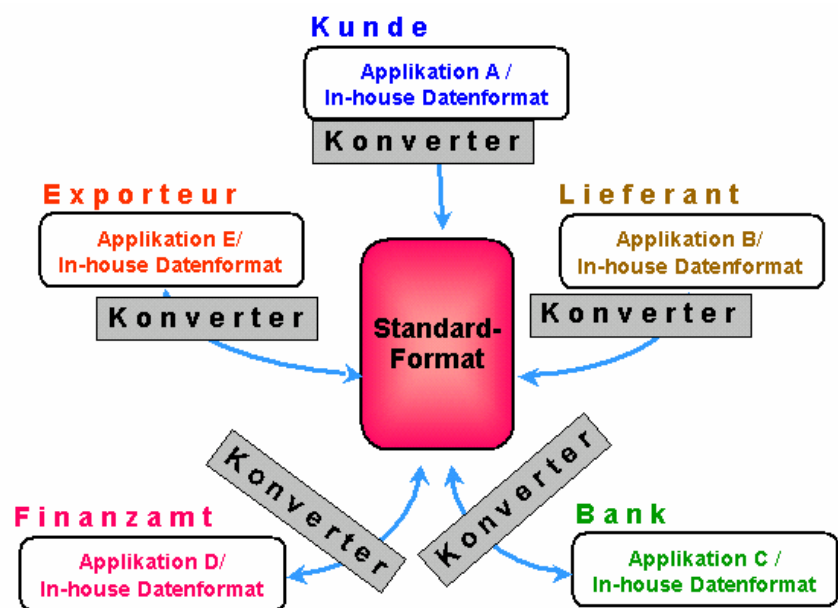 Kunde
Applikation A /
In-house Datenformat
Konverter
Exporteur
Applikation E/
In-house Datenformat
Konverter
Lieferant
Applikation B/
In-house Datenformat
Konverter
Standard-
Format
Konverter
Konverter
Finanzamt
Applikation D/
In-house Datenformat
Bank
Applikation C /
In-house Datenformat